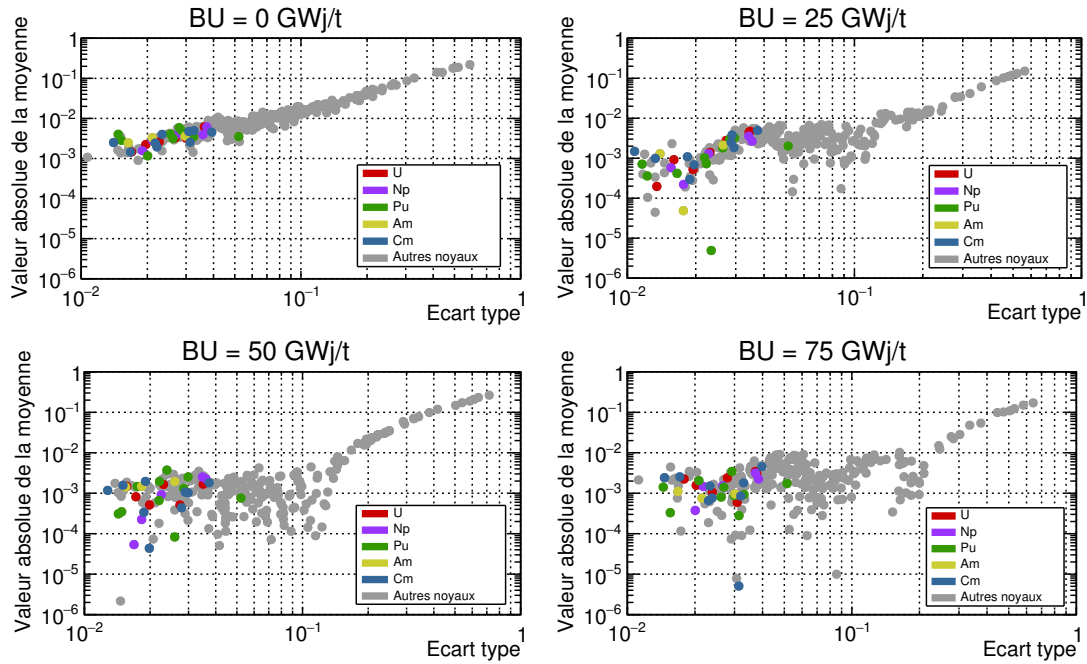 BU = 0 GWj/t
Valeur absolue de la moyenne
1
10⁻¹
10⁻²
10⁻³
10⁻⁴
10⁻⁵
10⁻⁶
U
Np
Pu
Am
Cm
Autres noyaux
10⁻² 10⁻¹ 1
Ecart type
BU = 25 GWj/t
Valeur absolue de la moyenne
1
10⁻¹
10⁻²
10⁻³
10⁻⁴
10⁻⁵
10⁻⁶
U
Np
Pu
Am
Cm
Autres noyaux
10⁻² 10⁻¹ 1
Ecart type
BU = 50 GWj/t
Valeur absolue de la moyenne
1
10⁻¹
10⁻²
10⁻³
10⁻⁴
10⁻⁵
10⁻⁶
U
Np
Pu
Am
Cm
Autres noyaux
10⁻² 10⁻¹ 1
Ecart type
BU = 75 GWj/t
Valeur absolue de la moyenne
1
10⁻¹
10⁻²
10⁻³
10⁻⁴
10⁻⁵
10⁻⁶
U
Np
Pu
Am
Cm
Autres noyaux
10⁻² 10⁻¹ 1
Ecart type